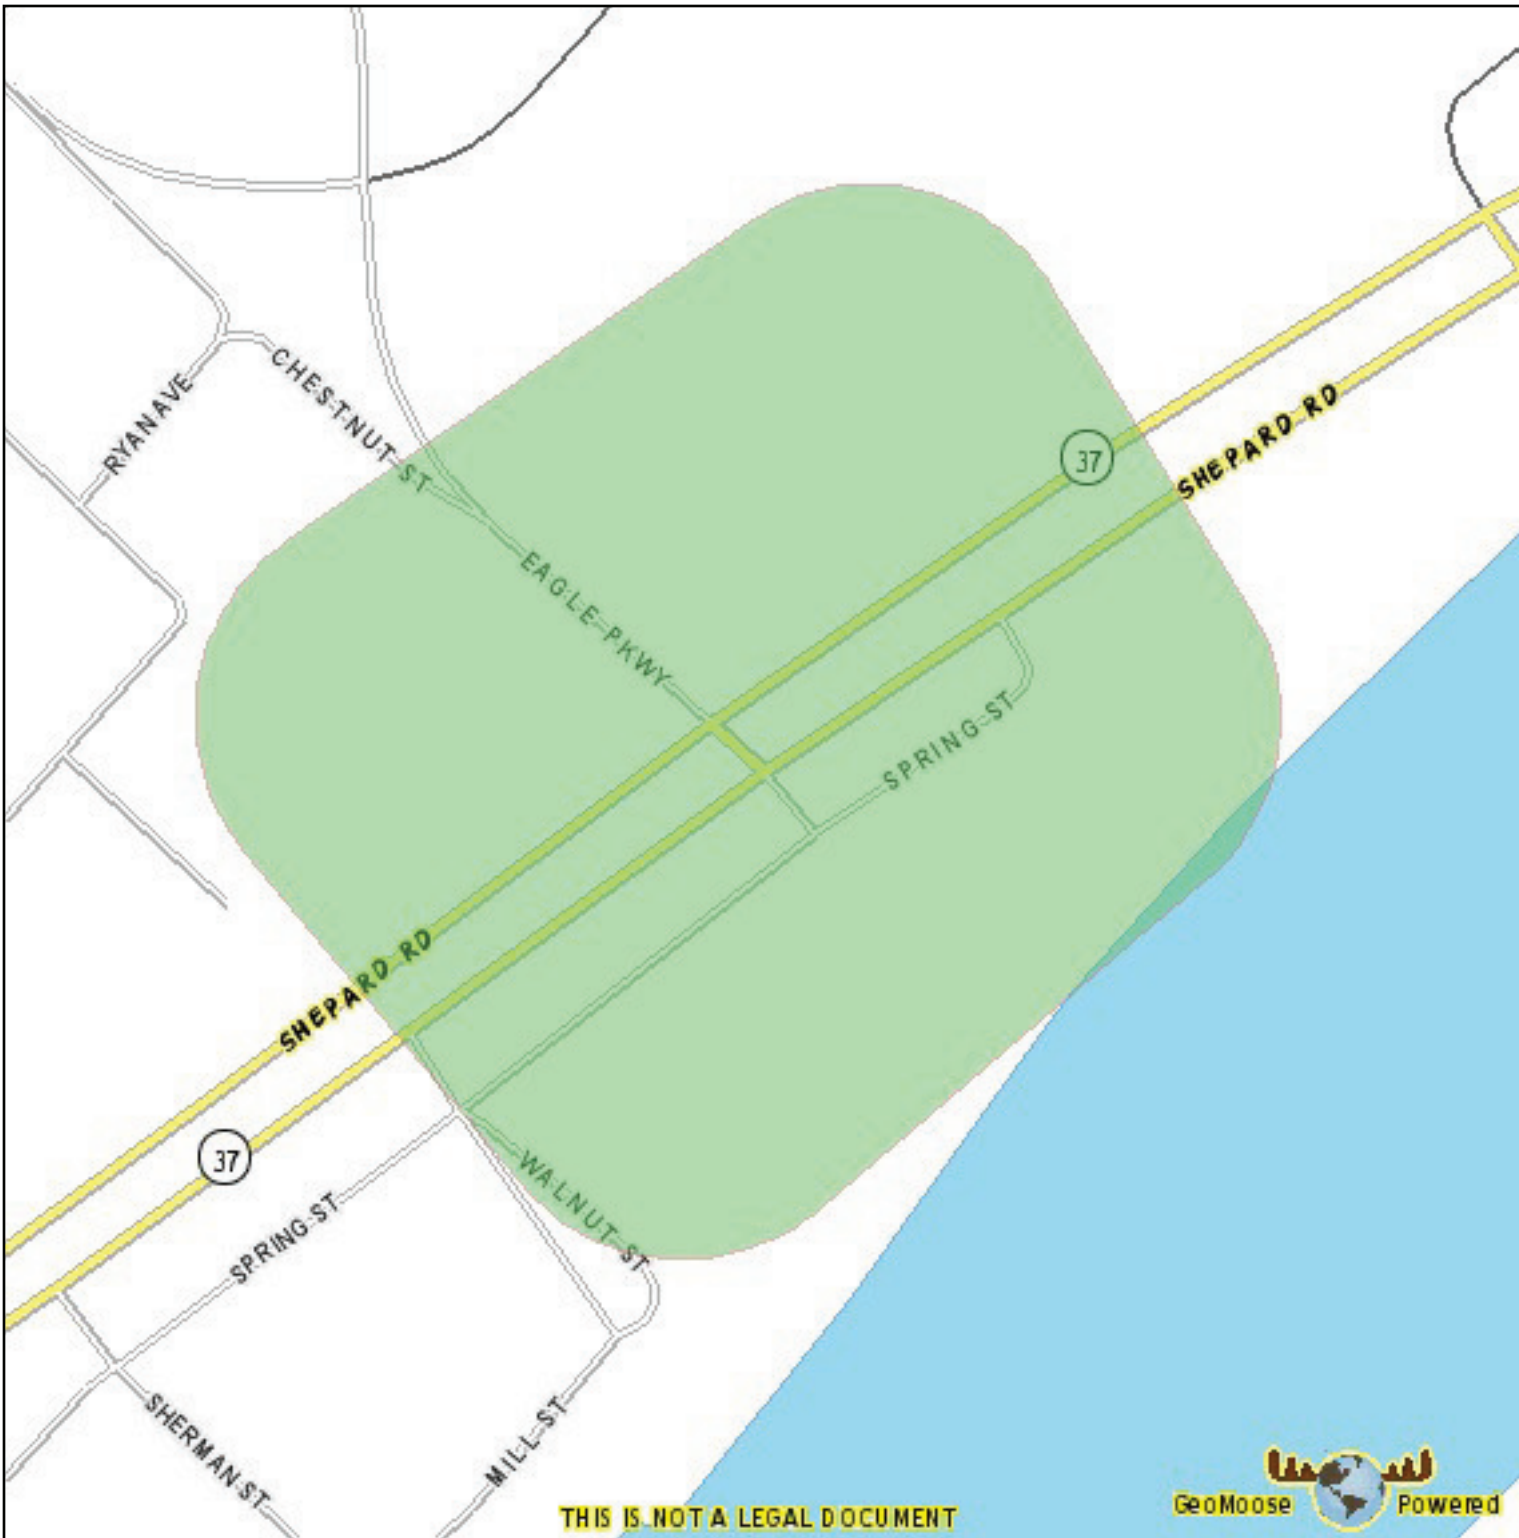 RYAN AVE
CHESTNUT ST
EAGLE PKWY
37
SHEPARD RD
SPRING ST
SHEPARD RD
37
SPRING ST
WALNUT ST
SHERMAN ST
MILL ST
THIS IS NOT A LEGAL DOCUMENT
GeoMoose Powered